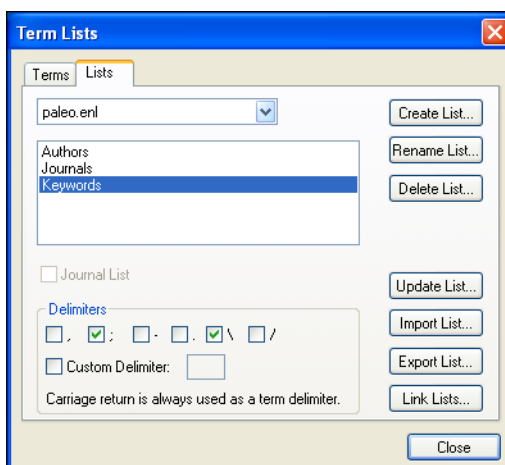 Term Lists
Terms Lists
paleo.enl
Create List...
Authors
Journals
Keywords
Rename List...
Delete List...
Journal List
Update List...
Delimiters
, ; - . \ /
Import List...
Custom Delimiter:
Export List...
Carriage return is always used as a term delimiter.
Link Lists...
Close